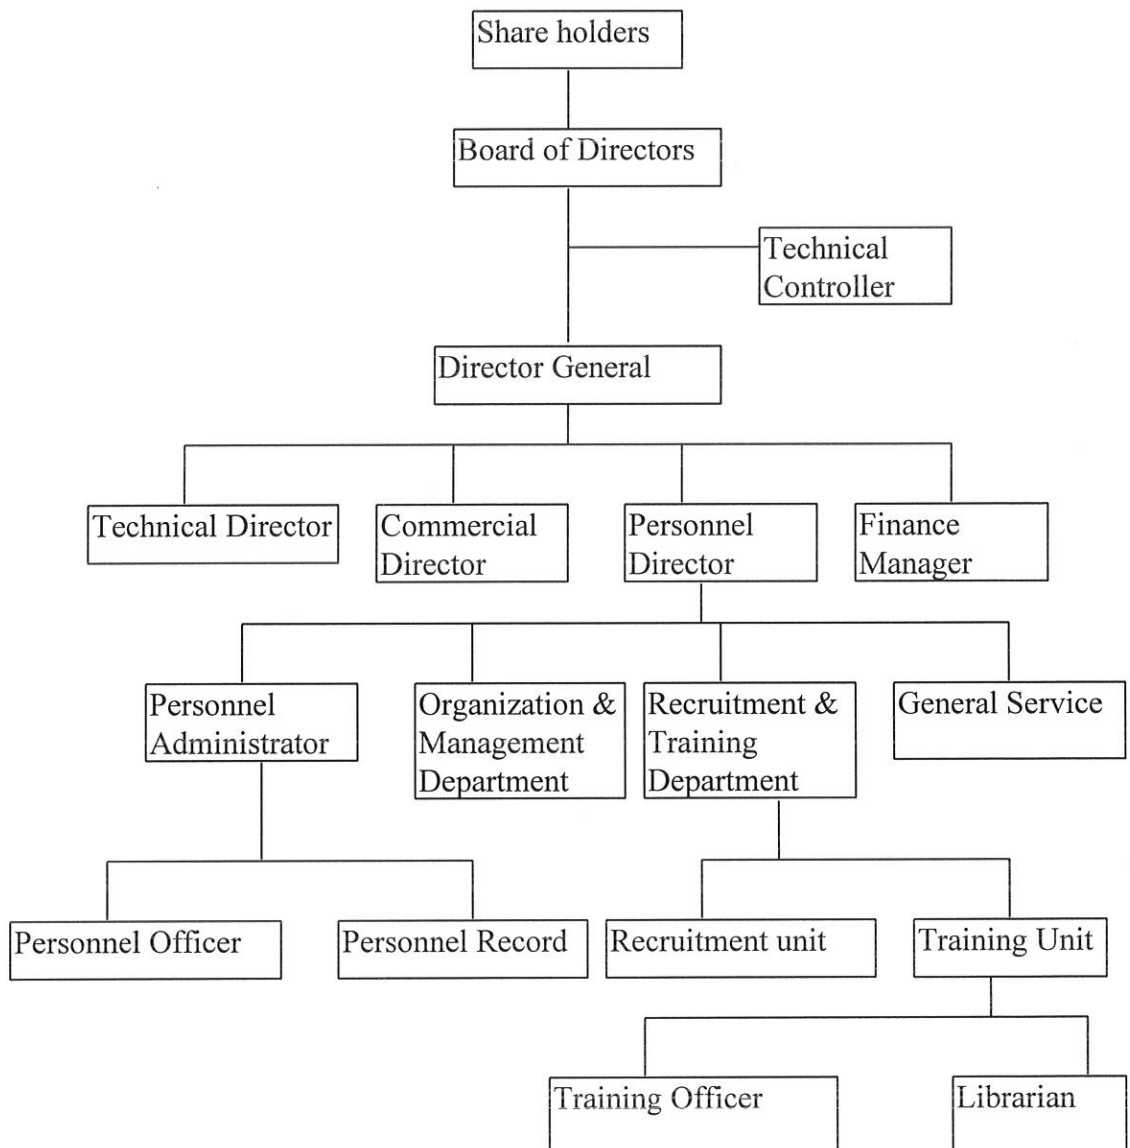 Share holders
Board of Directors
Technical
Controller
Director General
Technical Director
Commercial
Director
Personnel
Director
Finance
Manager
Personnel
Administrator
Organization &
Management
Department
Recruitment &
Training
Department
General Service
Personnel Officer
Personnel Record
Recruitment unit
Training Unit
Training Officer
Librarian